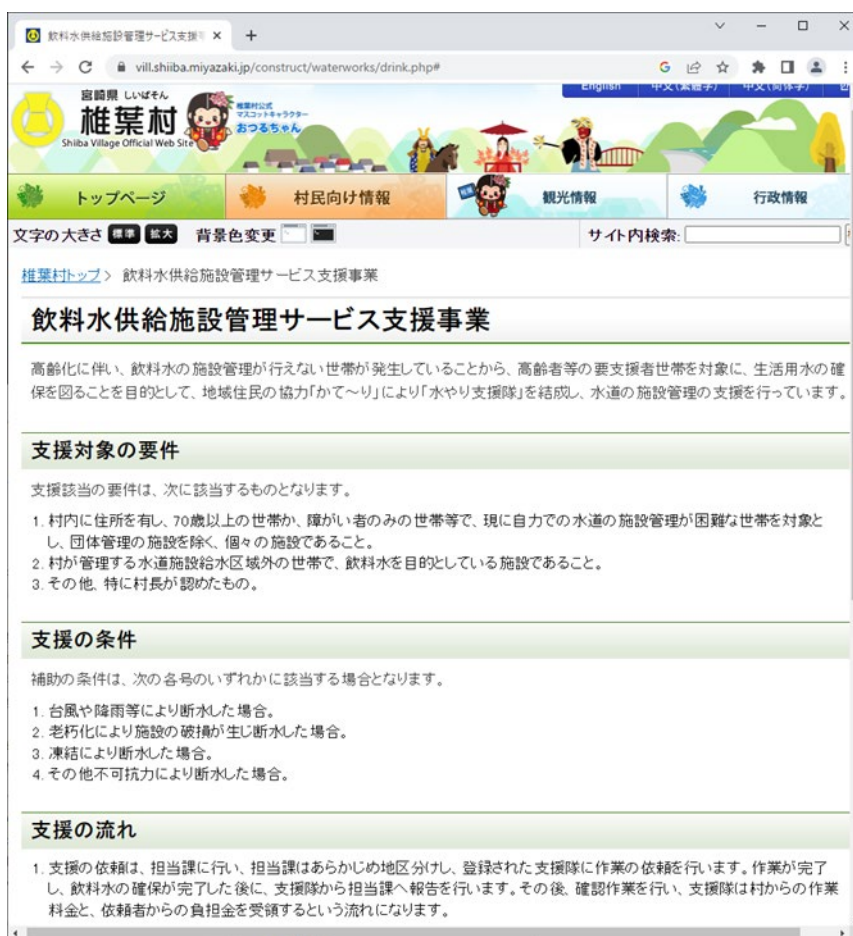 飲料水供給施設管理サービス支援
vill.shiiba.miyazaki.jp/construct/waterworks/drink.php#
English 中文(繁體字) 中文(简体字)
宮崎県 しいばそん
椎葉村
Shiiba Village Official Web Site
椎葉村公式
マスコットキャラクター
おつるちゃん
トップページ 村民向け情報 観光情報 行政情報
文字の大きさ 標準 拡大 背景色変更 サイト内検索:
椎葉村トップ> 飲料水供給施設管理サービス支援事業
飲料水供給施設管理サービス支援事業
高齢化に伴い、飲料水の施設管理が行えない世帯が発生していることから、高齢者等の要支援者世帯を対象に、生活用水の確
保を図ることを目的として、地域住民の協力「かて~り」により「水やり支援隊」を結成し、水道の施設管理の支援を行っています。
支援対象の要件
支援該当の要件は、次に該当するものとなります。
1. 村内に住所を有し、70歳以上の世帯か、障がい者のみの世帯等で、現に自力での水道の施設管理が困難な世帯を対象と
し、団体管理の施設を除く、個々の施設であること。
2. 村が管理する水道施設給水区域外の世帯で、飲料水を目的としている施設であること。
3. その他、特に村長が認めたもの。
支援の条件
補助の条件は、次の各号のいずれかに該当する場合となります。
1. 台風や降雨等により断水した場合。
2. 老朽化により施設の破損が生じ断水した場合。
3. 凍結により断水した場合。
4. その他不可抗力により断水した場合。
支援の流れ
1. 支援の依頼は、担当課に行い、担当課はあらかじめ地区分けし、登録された支援隊に作業の依頼を行います。作業が完了
し、飲料水の確保が完了した後に、支援隊から担当課へ報告を行います。その後、確認作業を行い、支援隊は村からの作業
料金と、依頼者からの負担金を受領するという流れになります。